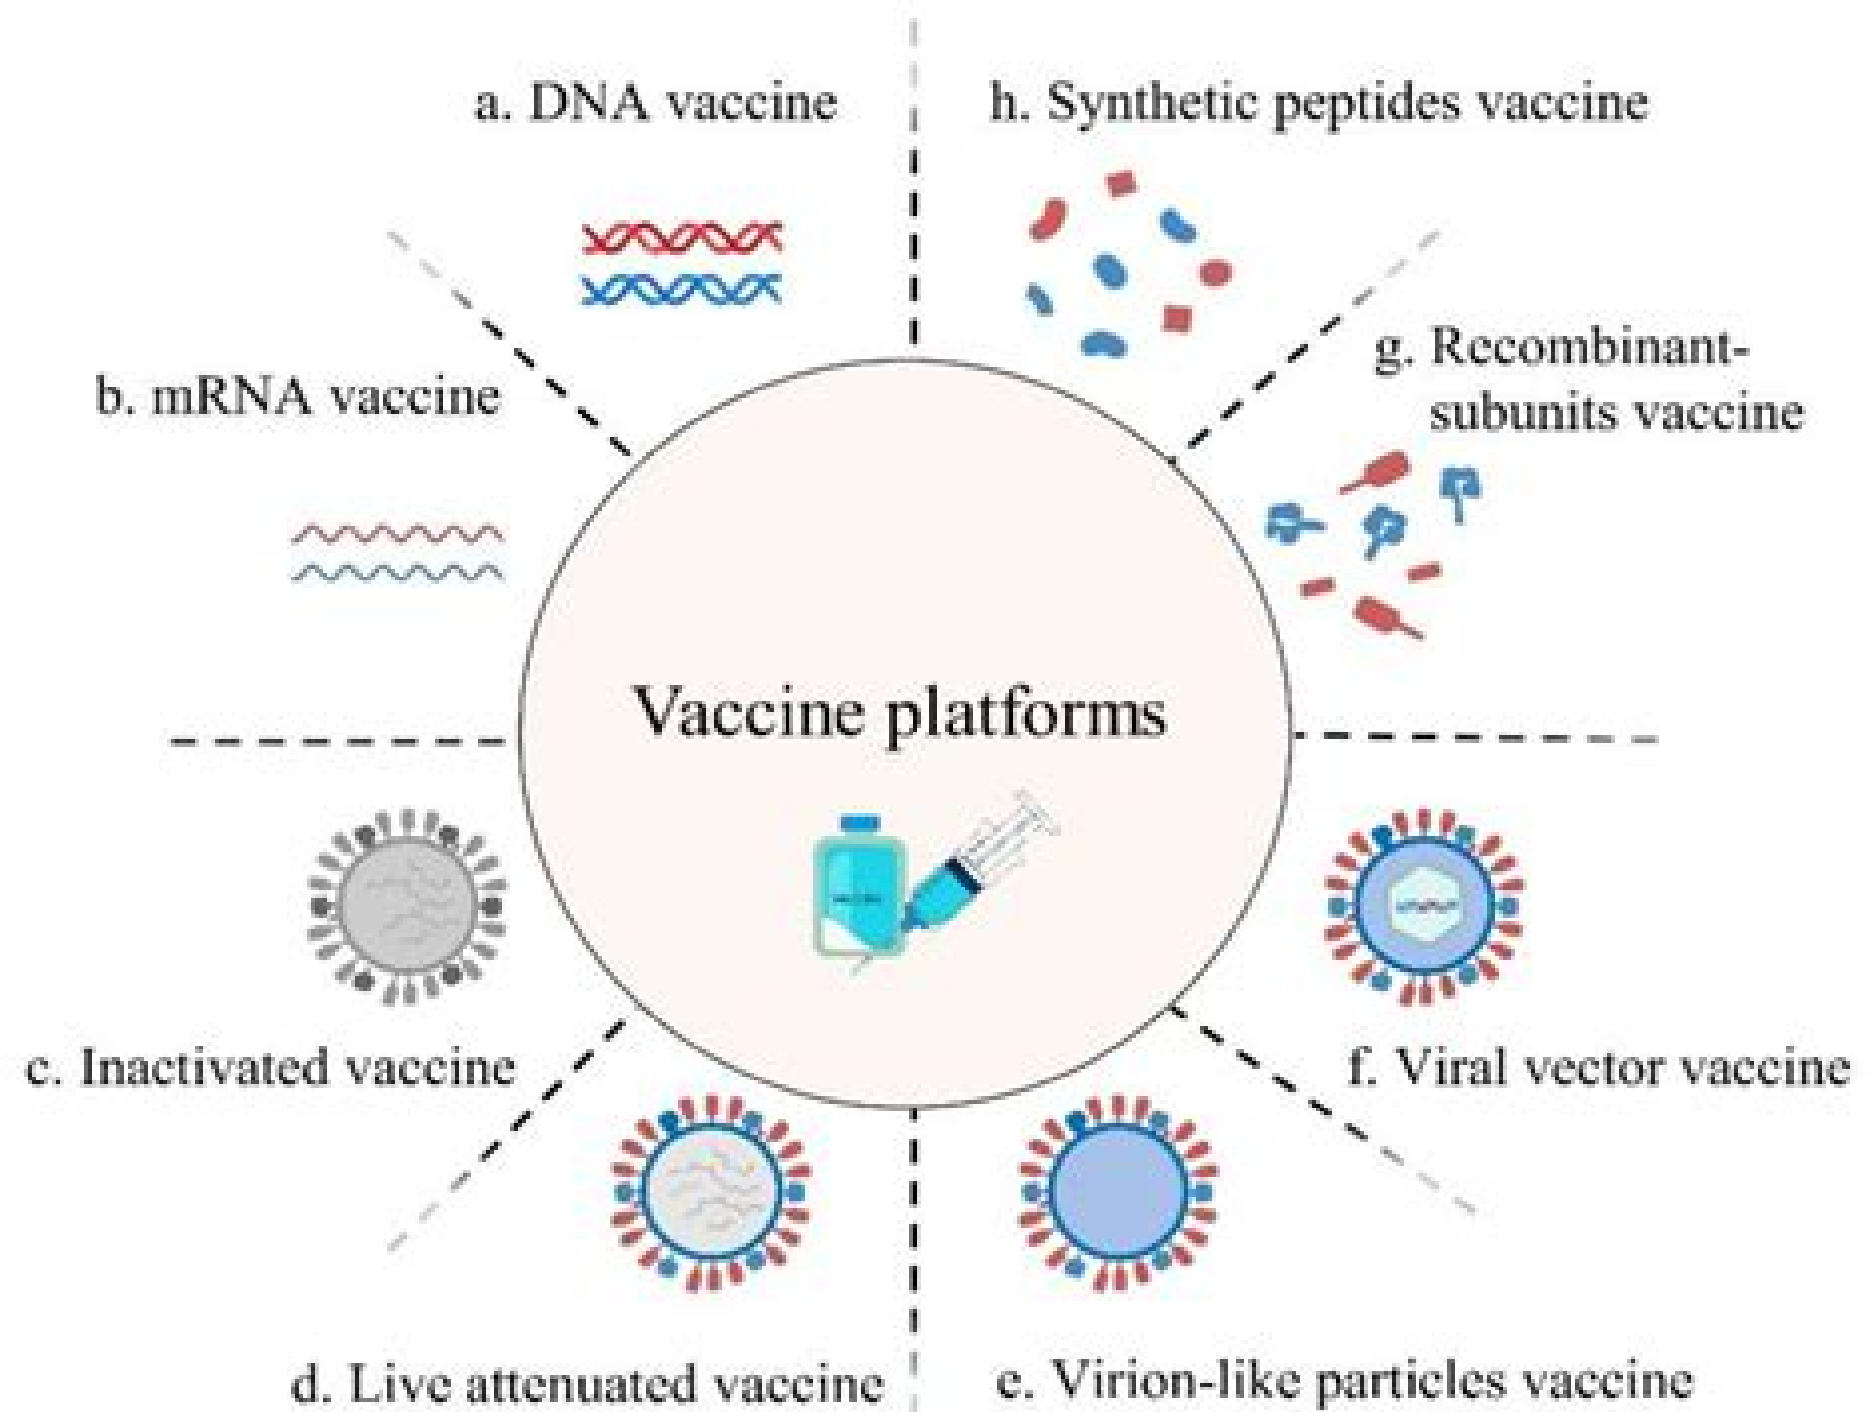 a. DNA vaccine
h. Synthetic peptides vaccine
g. Recombinant-
subunits vaccine
b. mRNA vaccine
Vaccine platforms
c. Inactivated vaccine
f. Viral vector vaccine
d. Live attenuated vaccine
e. Virion-like particles vaccine